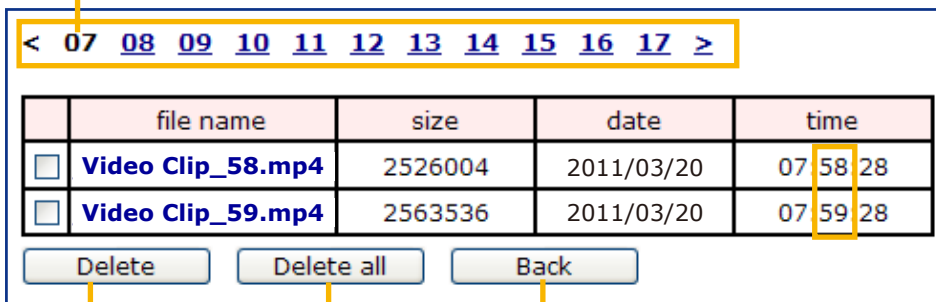 < 07 08 09 10 11 12 13 14 15 16 17 >
file name size date time
Video Clip_58.mp4 2526004 2011/03/20 07:58:28
Video Clip_59.mp4 2563536 2011/03/20 07:59:28
Delete Delete all Back